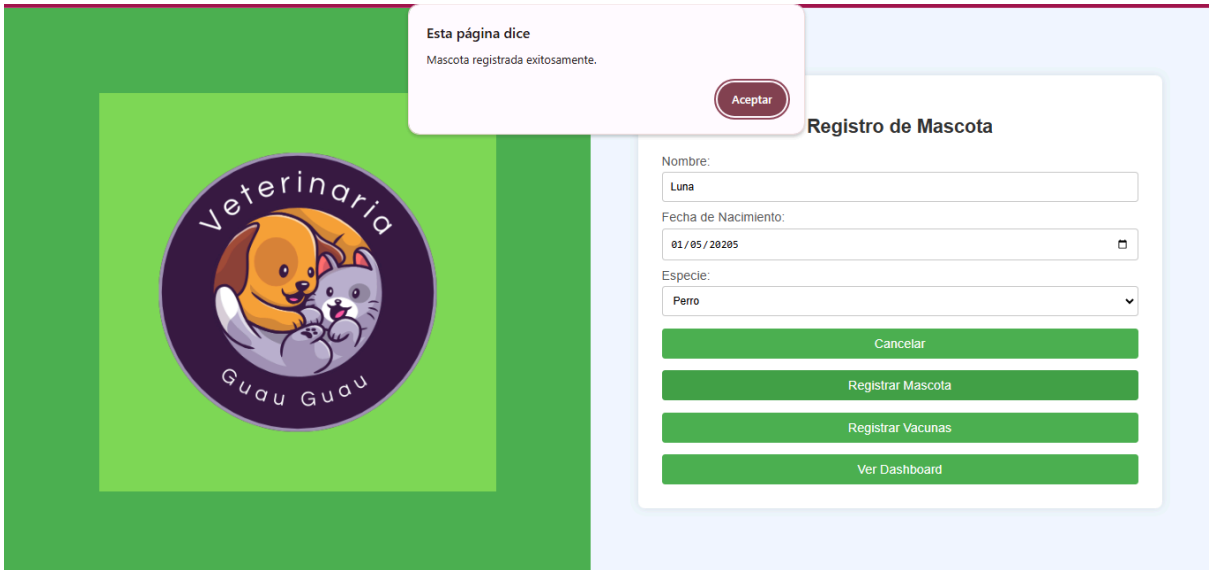 Esta página dice
Mascota registrada exitosamente.
Aceptar
Veterinaria
Guau Guau
Registro de Mascota
Nombre:
Luna
Fecha de Nacimiento:
01/05/20205
Especie:
Perro
Cancelar
Registrar Mascota
Registrar Vacunas
Ver Dashboard